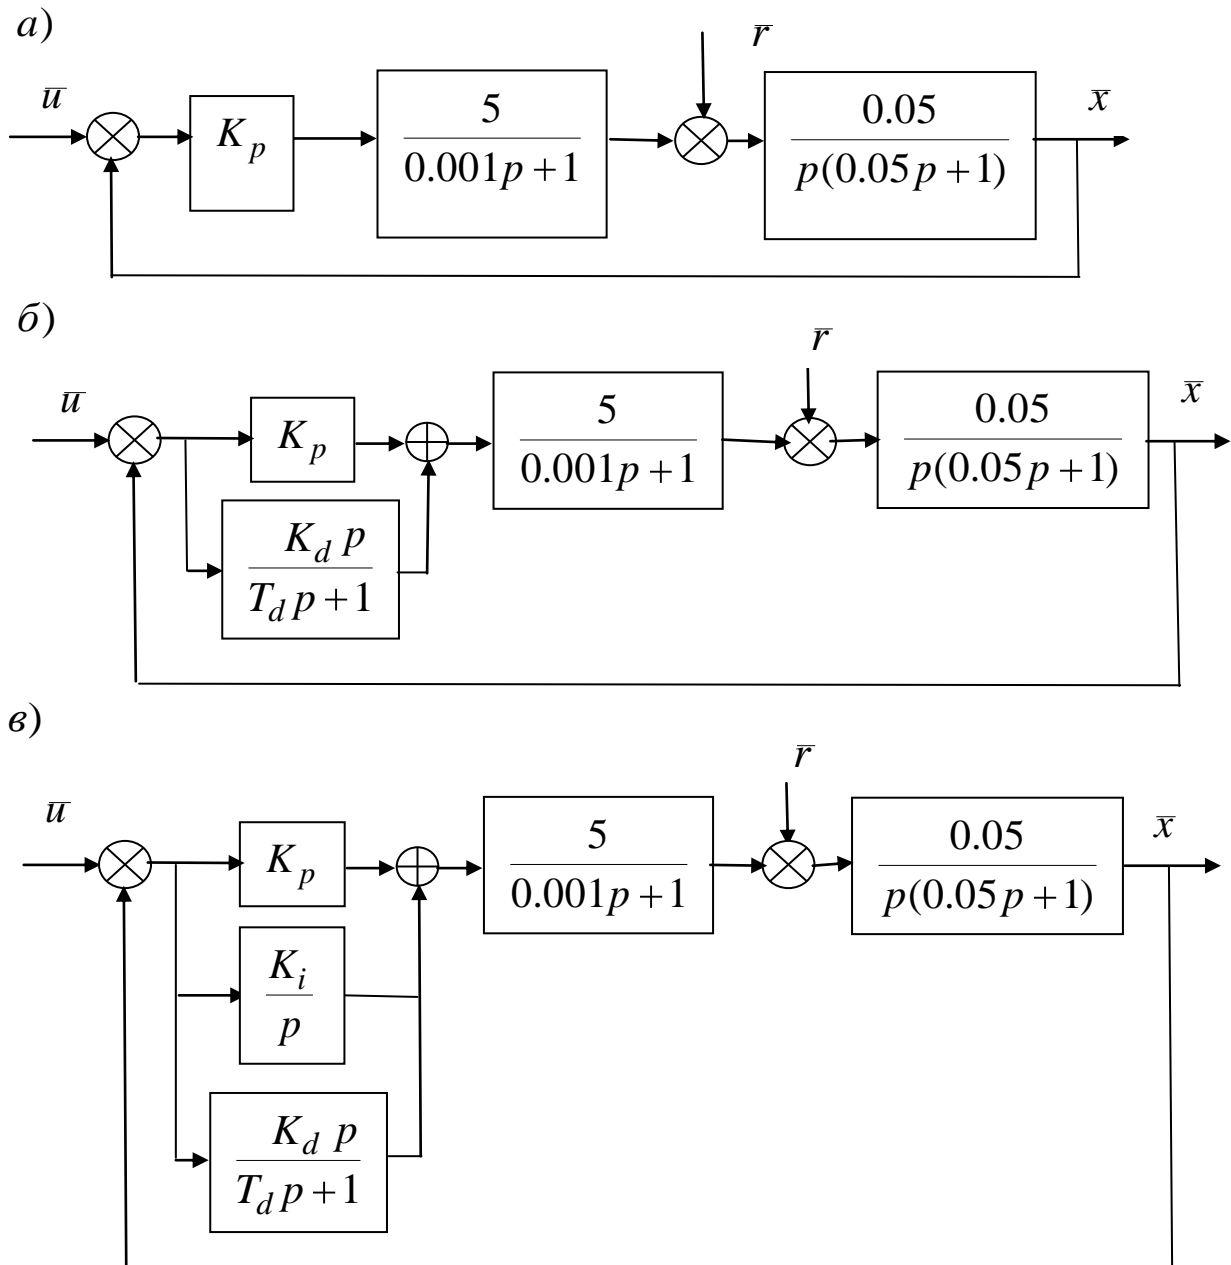 а)
r̅
u̅
K_p
5
0.001p + 1
0.05
p(0.05p + 1)
x̅
б)
r̅
u̅
K_p
5
0.001p + 1
0.05
p(0.05p + 1)
x̅
K_d p
T_d p + 1
в)
r̅
u̅
K_p
5
0.001p + 1
0.05
p(0.05p + 1)
x̅
K_i
p
K_d p
T_d p + 1